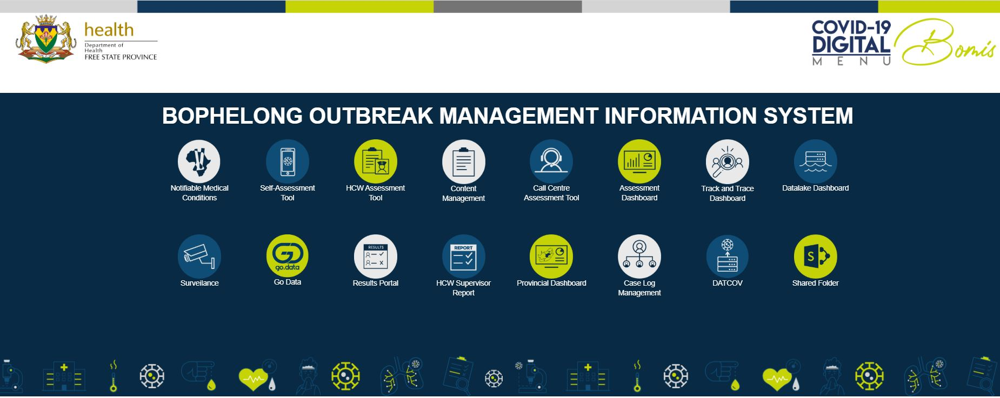 health
Department of
Health
FREE STATE PROVINCE
COVID-19
DIGITAL
MENU
Bomis
BOPHELONG OUTBREAK MANAGEMENT INFORMATION SYSTEM
Notifiable Medical
Conditions
Self-Assessment
Tool
HCW Assessment
Tool
Content
Management
Call Centre
Assessment Tool
Assessment
Dashboard
Track and Trace
Dashboard
Datalake Dashboard
Surveilance
GO
go.data
Go Data
RESULTS
Results Portal
REPORT
HCW Supervisor
Report
Provincial Dashboard
Case Log
Management
DATCOV
S
Shared Folder